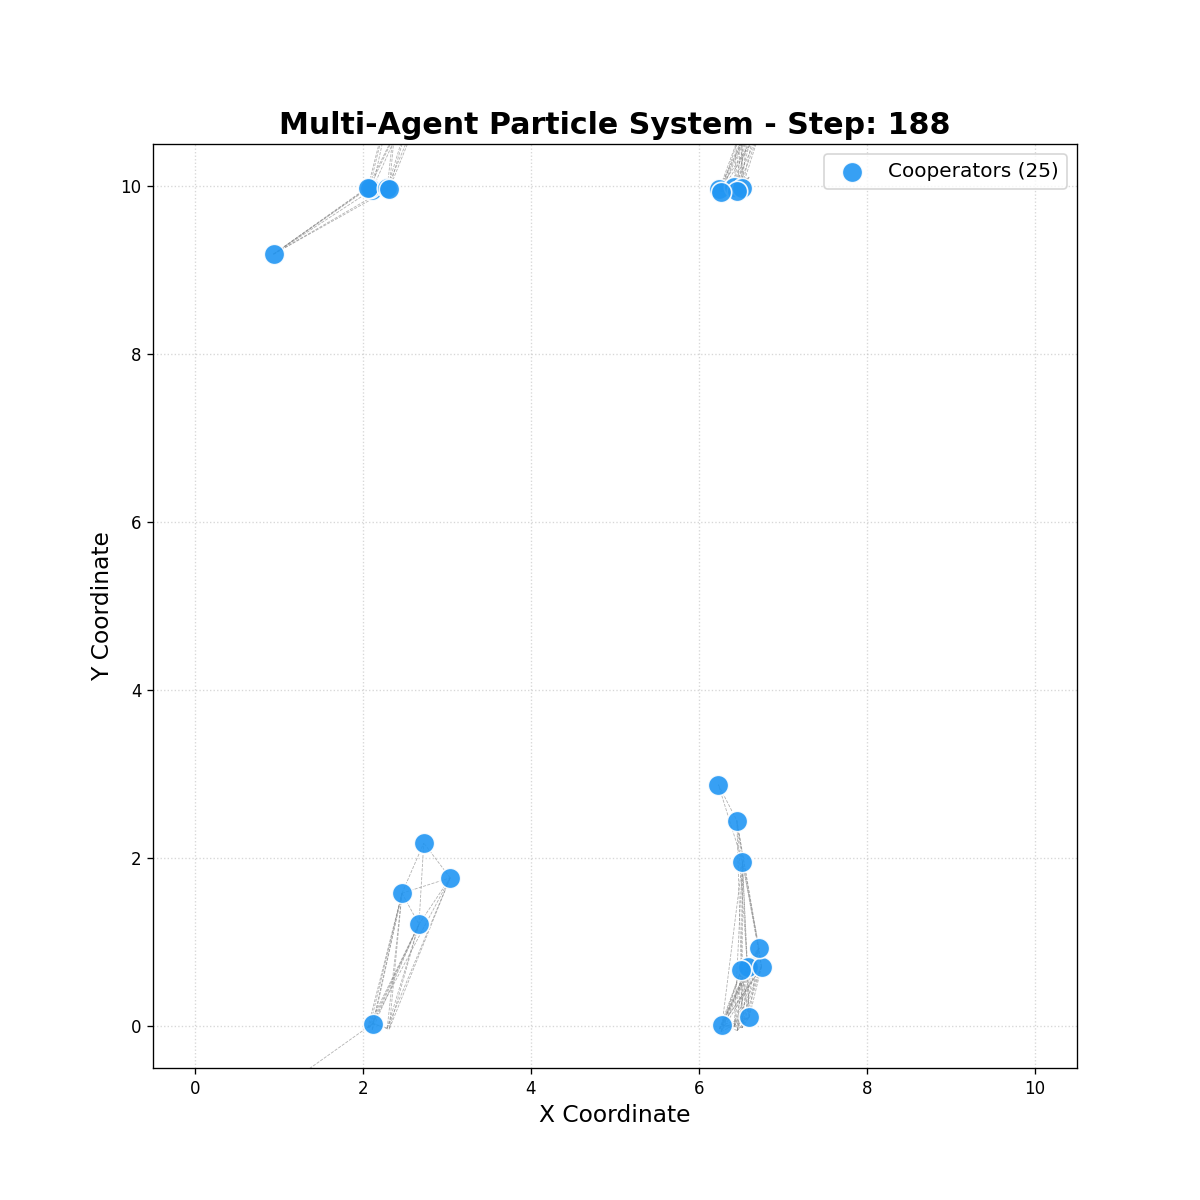 Multi-Agent Particle System - Step: 188
Cooperators (25)
10
8
6
4
2
0
Y Coordinate
0 2 4 6 8 10
X Coordinate